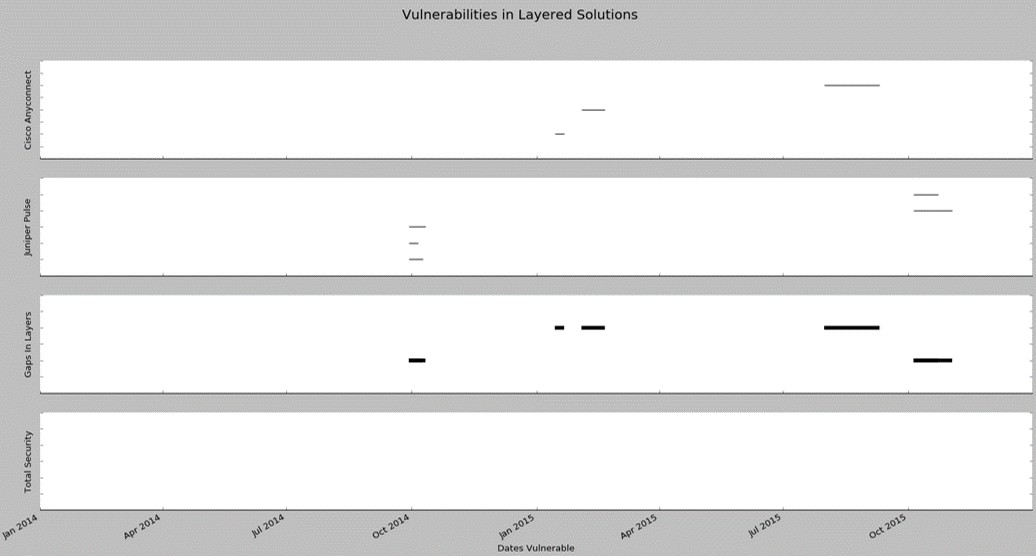 Vulnerabilities in Layered Solutions
Cisco Anyconnect
Juniper Pulse
Gaps In Layers
Total Security
Jan 2014
Apr 2014
Jul 2014
Oct 2014
Jan 2015
Apr 2015
Jul 2015
Oct 2015
Dates Vulnerable